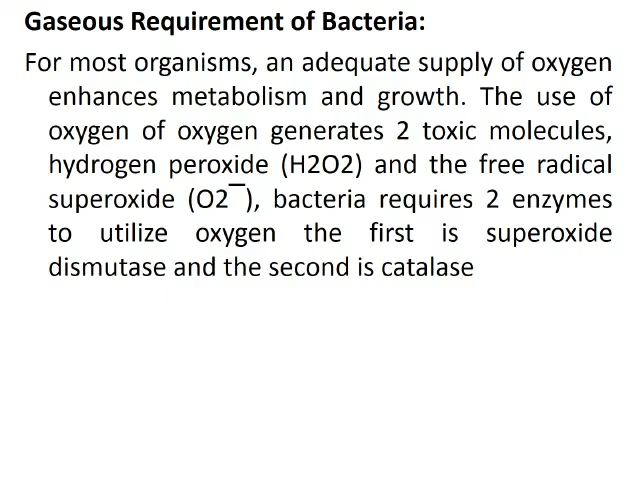 Gaseous Requirement of Bacteria:
For most organisms, an adequate supply of oxygen
enhances metabolism and growth. The use of
oxygen of oxygen generates 2 toxic molecules,
hydrogen peroxide (H2O2) and the free radical
superoxide (O2¯), bacteria requires 2 enzymes
to utilize oxygen the first is superoxide
dismutase and the second is catalase